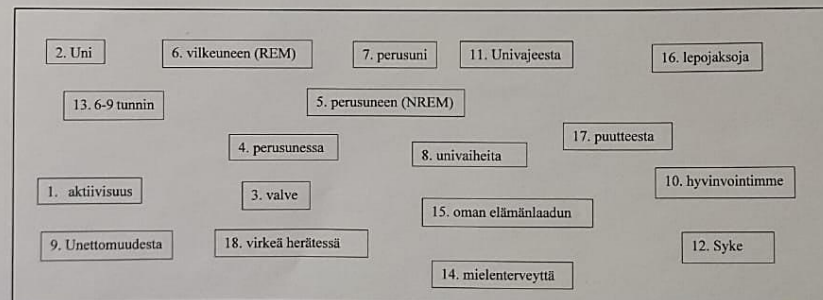 2. Uni
6. vilkeuneen (REM)
7. perusuni
11. Univajeesta
16. lepojaksoja
13. 6-9 tunnin
5. perusuneen (NREM)
17. puutteesta
4. perusunessa
8. univaiheita
1. aktiivisuus
3. valve
10. hyvinvointimme
15. oman elämänlaadun
9. Unettomuudesta
18. virkeä herätessä
12. Syke
14. mielenterveyttä